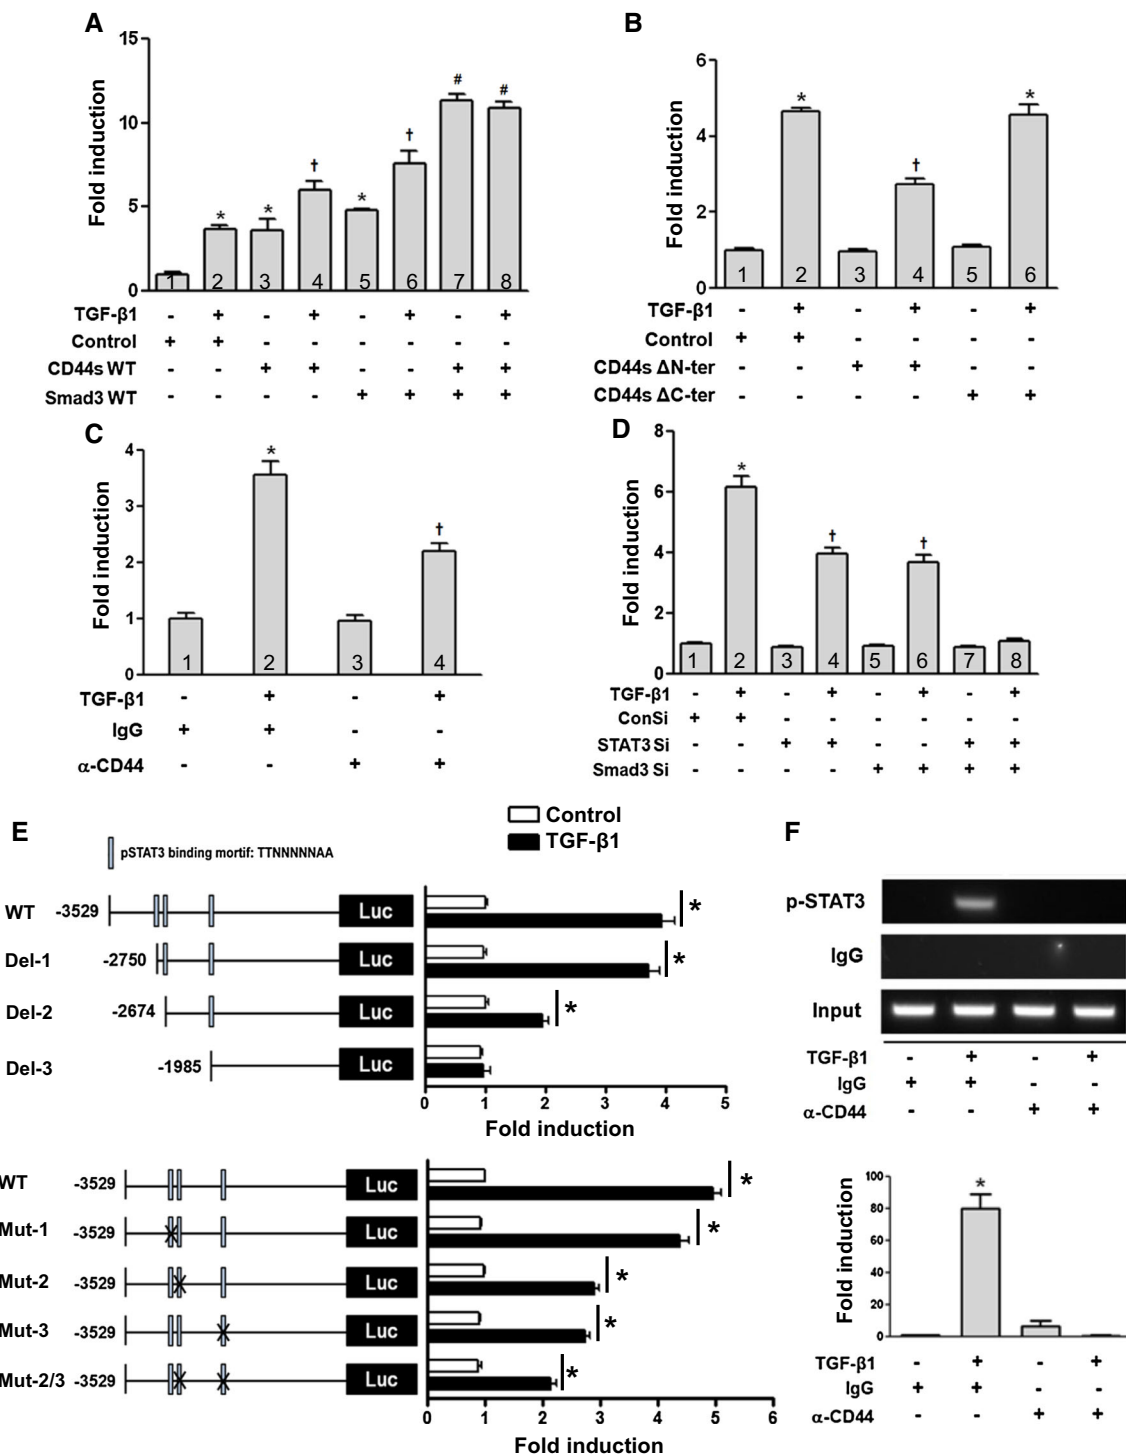 A
15
10
5
0
Fold induction
*
*
†
*
†
#
#
1 2 3 4 5 6 7 8
TGF-β1 - + - + - + - +
Control + + - - - - - -
CD44s WT - - + + - - + +
Smad3 WT - - - - + + + +
B
6
4
2
0
Fold induction
*
†
*
1 2 3 4 5 6
TGF-β1 - + - + - +
Control + + - - - -
CD44s ΔN-ter - - + + - -
CD44s ΔC-ter - - - - + +
C
4
3
2
1
0
Fold induction
*
†
1 2 3 4
TGF-β1 - + - +
IgG + + - -
α-CD44 - - + +
D
8
6
4
2
0
Fold induction
*
†
†
1 2 3 4 5 6 7 8
TGF-β1 - + - + - + - +
ConSi + + - - - - - -
STAT3 Si - - + + - - + +
Smad3 Si - - - - + + + +
E
Control
TGF-β1
pSTAT3 binding mortif: TTNNNNNAA
WT -3529 Luc *
Del-1 -2750 Luc *
Del-2 -2674 Luc *
Del-3 -1985 Luc
0 1 2 3 4 5
Fold induction
WT -3529 Luc *
Mut-1 -3529 Luc *
Mut-2 -3529 Luc *
Mut-3 -3529 Luc *
Mut-2/3 -3529 Luc *
0 1 2 3 4 5 6
Fold induction
F
p-STAT3
IgG
Input
TGF-β1 - + - +
IgG + + - -
α-CD44 - - + +
100
80
60
40
20
0
Fold induction
*
TGF-β1 - + - +
IgG + + - -
α-CD44 - - + +